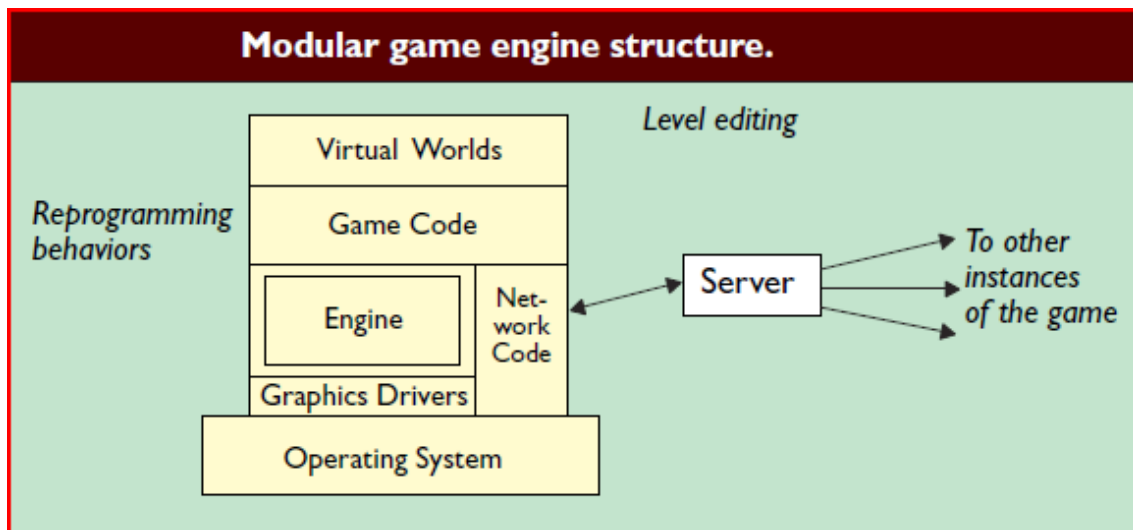 Modular game engine structure.
Level editing
Virtual Worlds
Reprogramming
behaviors
Game Code
Engine
Net-
work
Code
Graphics Drivers
Operating System
Server
To other
instances
of the game